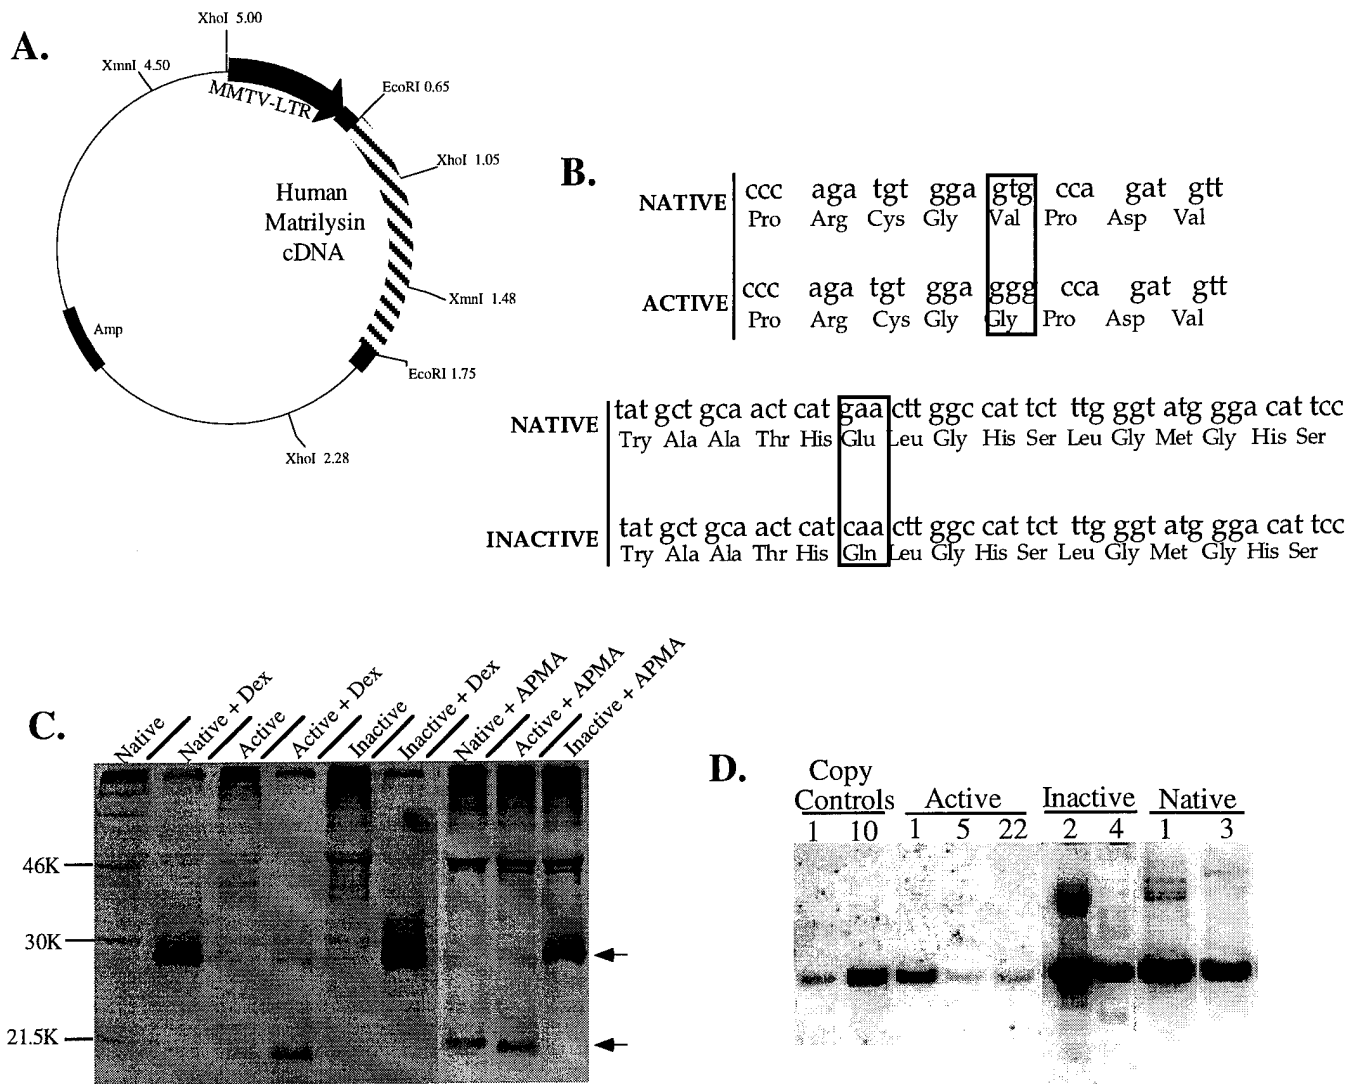 A.
XhoI 5.00
XmnI 4.50
MMTV-LTR
EcoRI 0.65
XhoI 1.05
Human
Matrilysin
cDNA
XmnI 1.48
Amp
EcoRI 1.75
XhoI 2.28
B.
NATIVE
ccc aga tgt gga gtg cca gat gtt
Pro Arg Cys Gly Val Pro Asp Val
ACTIVE
ccc aga tgt gga ggg cca gat gtt
Pro Arg Cys Gly Gly Pro Asp Val
NATIVE
tat gct gca act cat gaa ctt ggc cat tct ttg ggt atg gga cat tcc
Try Ala Ala Thr His Glu Leu Gly His Ser Leu Gly Met Gly His Ser
INACTIVE
tat gct gca act cat caa ctt ggc cat tct ttg ggt atg gga cat tcc
Try Ala Ala Thr His Gln Leu Gly His Ser Leu Gly Met Gly His Ser
C.
Native
Native + Dex
Active
Active + Dex
Inactive
Inactive + Dex
Native + APMA
Active + APMA
Inactive + APMA
46K
30K
21.5K
D.
Copy
Controls Active Inactive Native
1 10 1 5 22 2 4 1 3